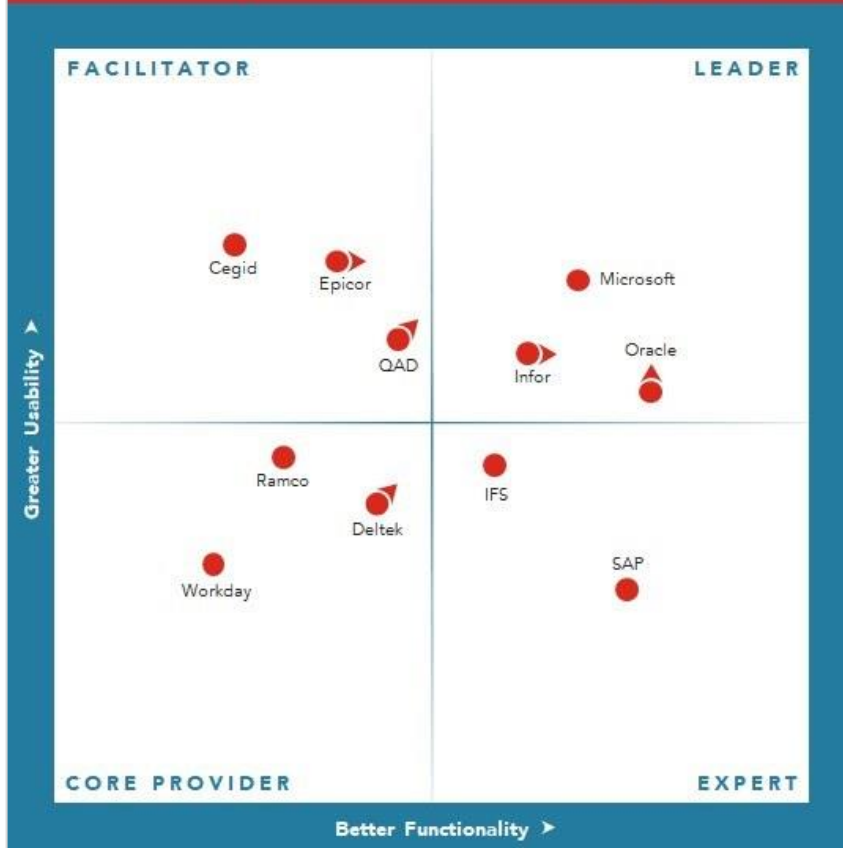 FACILITATOR
LEADER
Cegid
Epicor
Microsoft
QAD
Oracle
Infor
Greater Usability ➤
Ramco
IFS
Deltek
SAP
Workday
CORE PROVIDER
EXPERT
Better Functionality ➤